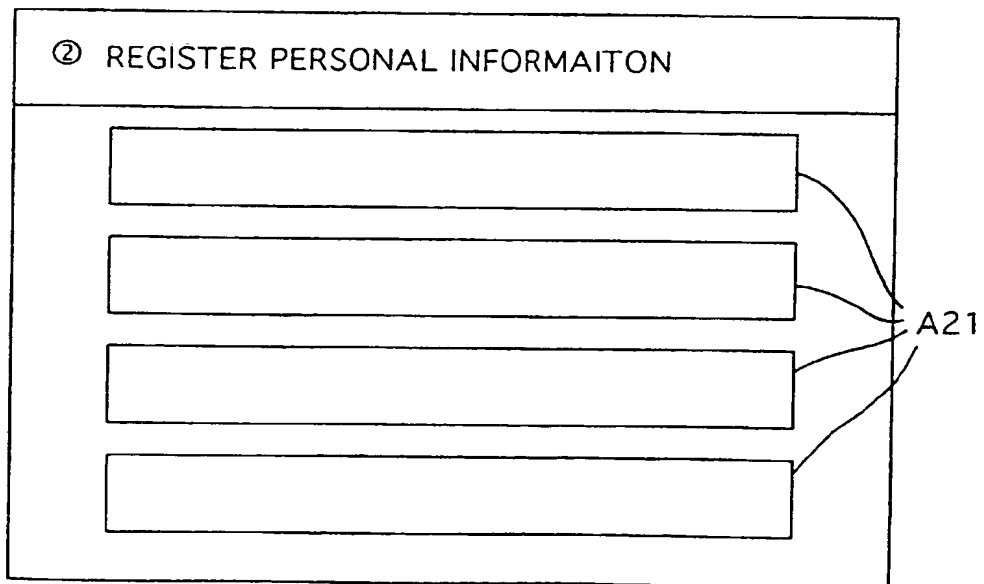 ② REGISTER PERSONAL INFORMAITON
A21